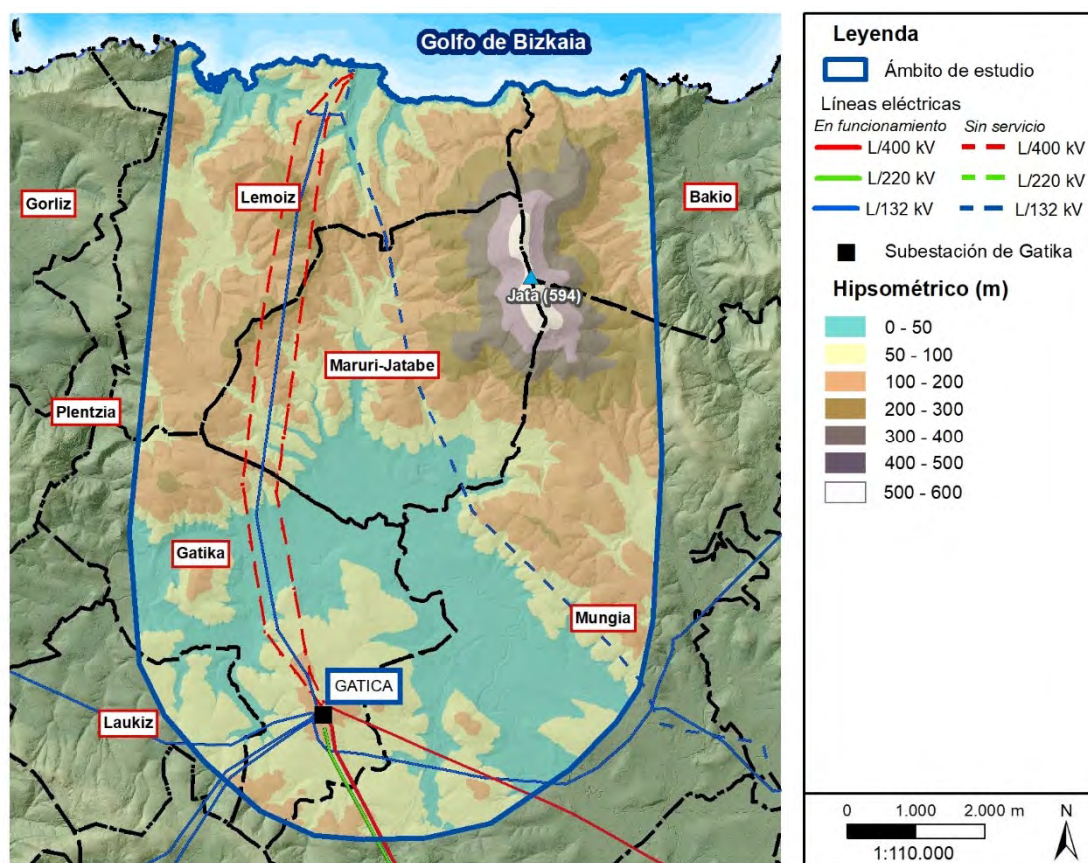 Golfo de Bizkaia
Lemoiz
Gorliz
Bakio
Jata (594)
Maruri-Jatabe
Plentzia
Gatika
Mungia
GATICA
Laukiz
Leyenda
Ámbito de estudio
Líneas eléctricas
En funcionamiento Sin servicio
L/400 kV L/400 kV
L/220 kV L/220 kV
L/132 kV L/132 kV
Subestación de Gatika
Hipsométrico (m)
0 - 50
50 - 100
100 - 200
200 - 300
300 - 400
400 - 500
500 - 600
0 1.000 2.000 m
N
1:110.000